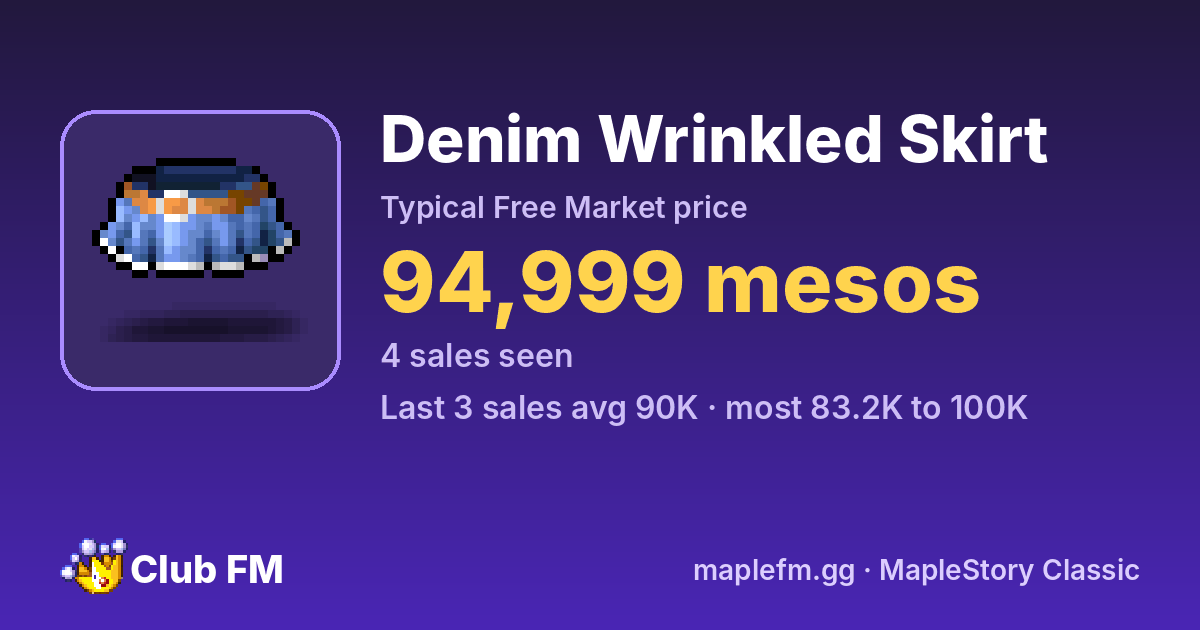 Denim Wrinkled Skirt
Typical Free Market price
94,999 mesos
4 sales seen
Last 3 sales avg 90K · most 83.2K to 100K
Club FM
maplefm.gg · MapleStory Classic